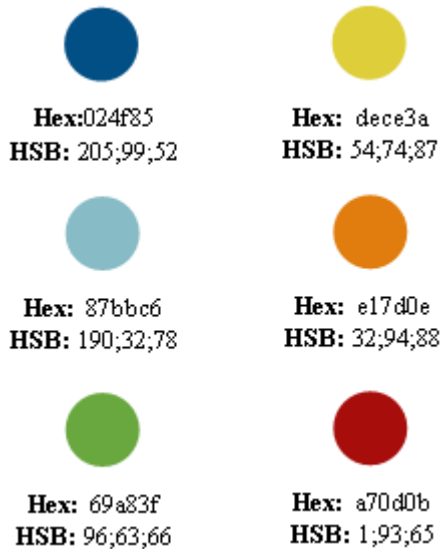 Hex:024f85
HSB: 205;99;52
Hex: dece3a
HSB: 54;74;87
Hex: 87bbc6
HSB: 190;32;78
Hex: e17d0e
HSB: 32;94;88
Hex: 69a83f
HSB: 96;63;66
Hex: a70d0b
HSB: 1;93;65